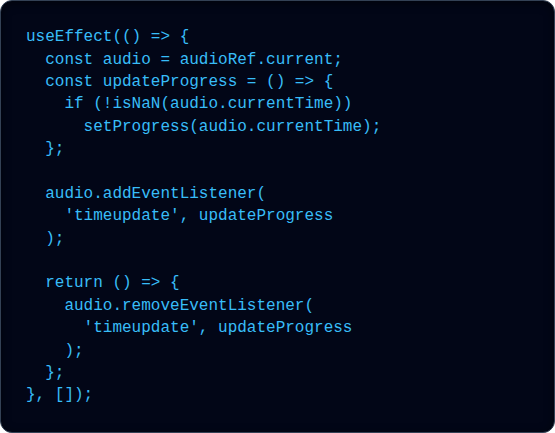 useEffect(() => {
  const audio = audioRef.current;
  const updateProgress = () => {
    if (!isNaN(audio.currentTime))
      setProgress(audio.currentTime);
  };

  audio.addEventListener(
    'timeupdate', updateProgress
  );

  return () => {
    audio.removeEventListener(
      'timeupdate', updateProgress
    );
  };
}, []);